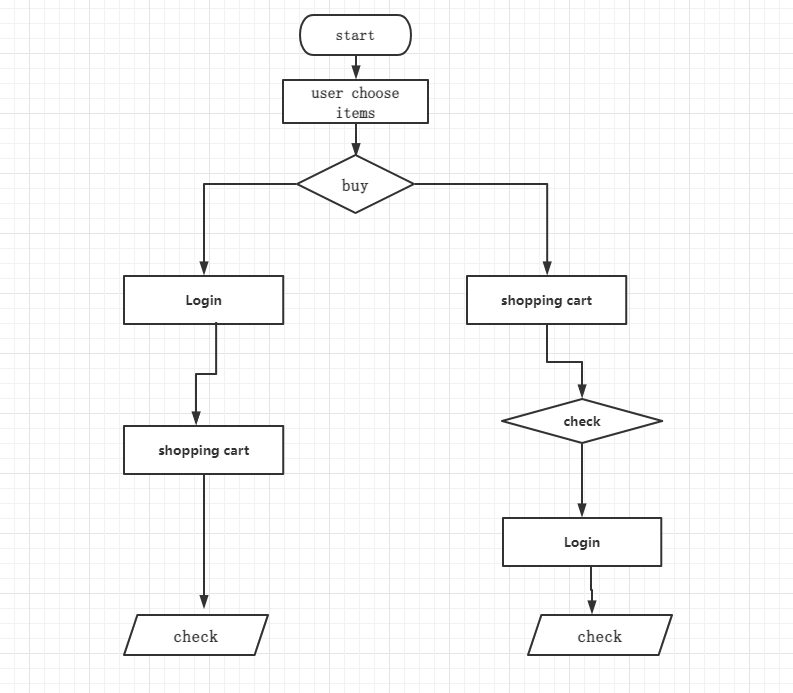 start
user choose
items
buy
Login
shopping cart
shopping cart
check
Login
check
check